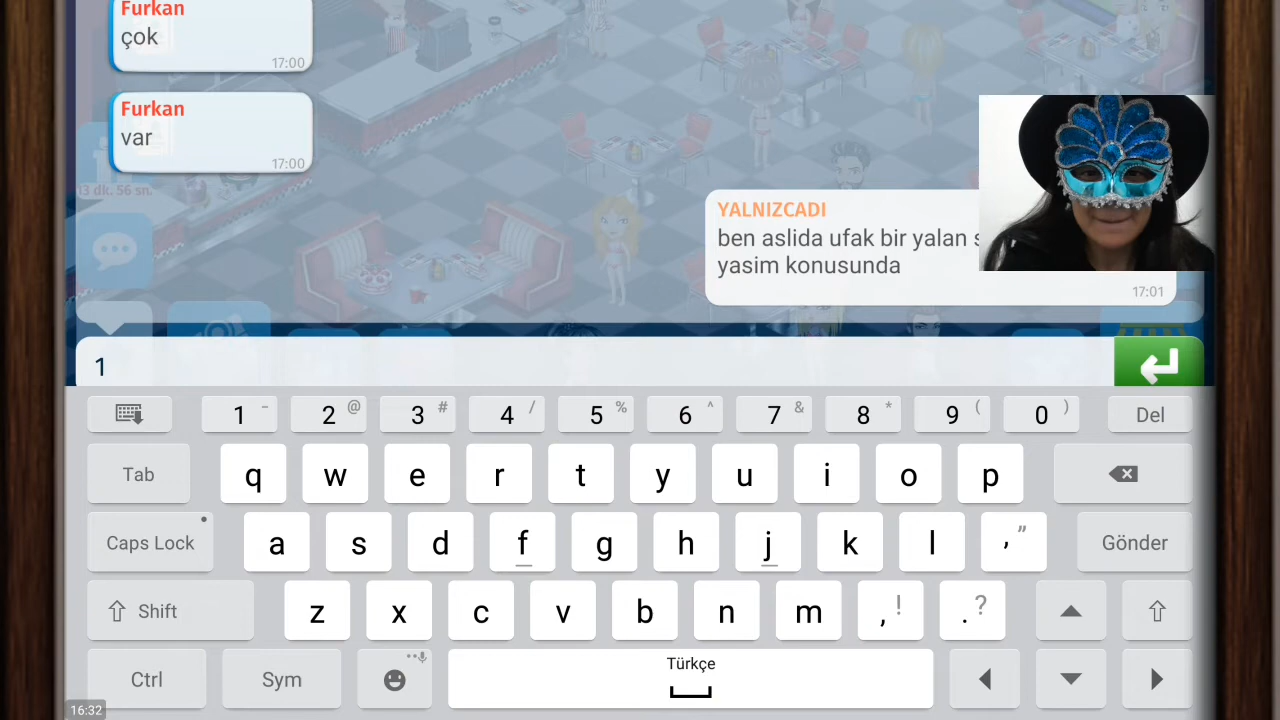 Furkan
çok
17:00
Furkan
var
17:00
13 dk. 56 sn.
YALNIZCADI
ben aslida ufak bir yalan
yasim konusunda
17:01
1
1 - 2 @ 3 # 4 / 5 % 6 ^ 7 & 8 * 9 ( 0 ) Del
Tab q w e r t y u i o p
Caps Lock a s d f g h j k l , ” Gönder
Shift z x c v b n m , ! . ?
Ctrl Sym Türkçe
16:32